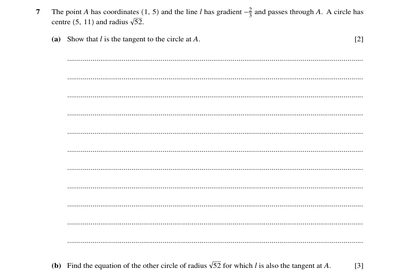 7 The point A has coordinates (1, 5) and the line l has gradient −2/3 and passes through A. A circle has
centre (5, 11) and radius √52.
(a) Show that l is the tangent to the circle at A. [2]
(b) Find the equation of the other circle of radius √52 for which l is also the tangent at A. [3]